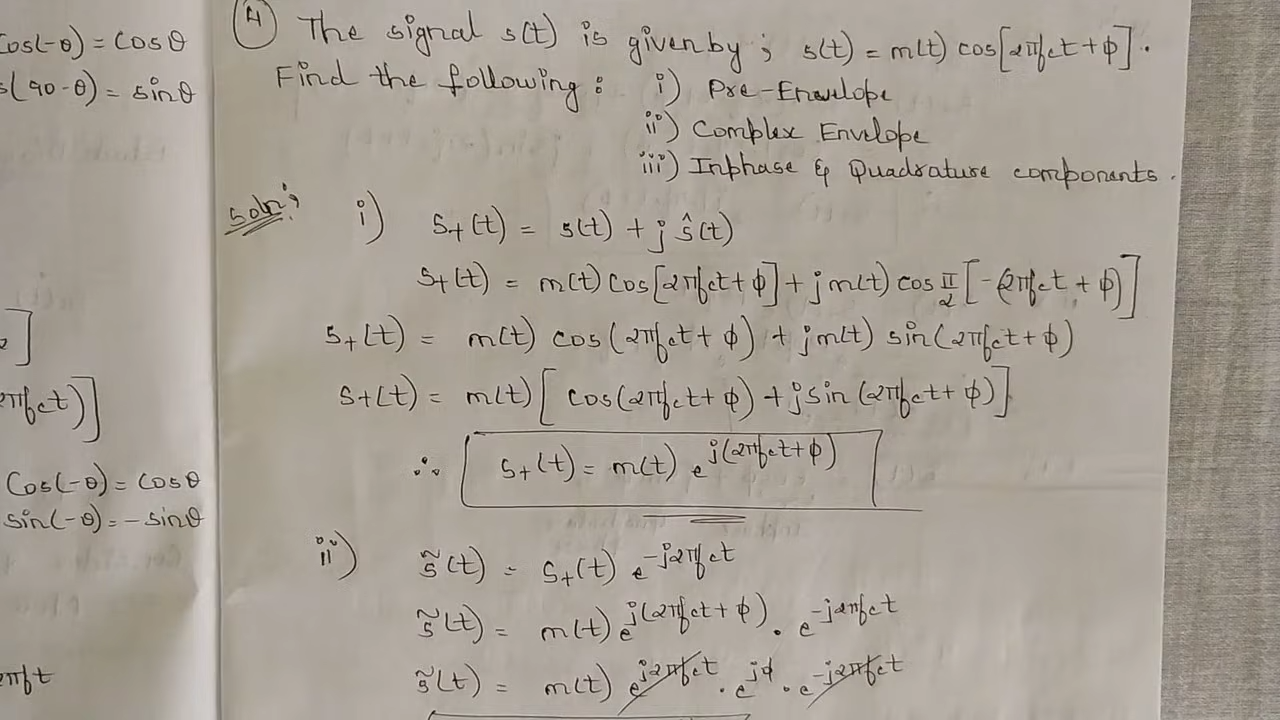 Cos(-θ) = cosθ
s(90-θ) = sinθ
]
πfct)]
Cos(-θ) = cosθ
sin(-θ) = - sinθ
πft
4) The signal s(t) is given by ; s(t) = m(t) cos[2πfct + ϕ].
Find the following : i) Pre-Envelope
ii) Complex Envelope
iii) Inphase & Quadrature components.
Soln:
i) S+(t) = s(t) + j ŝ(t)
S+(t) = m(t) cos[2πfct + ϕ] + j m(t) cos π/2 [-(2πfct + ϕ)]
S+(t) = m(t) cos(2πfct + ϕ) + j m(t) sin(2πfct + ϕ)
S+(t) = m(t) [cos(2πfct + ϕ) + j sin(2πfct + ϕ)]
∴ S+(t) = m(t) e^j(2πfct + ϕ)
ii) s̃(t) = S+(t) e^-j2πfct
s̃(t) = m(t) e^j(2πfct + ϕ) . e^-j2πfct
s̃(t) = m(t) e^j2πfct . e^jϕ . e^-j2πfct